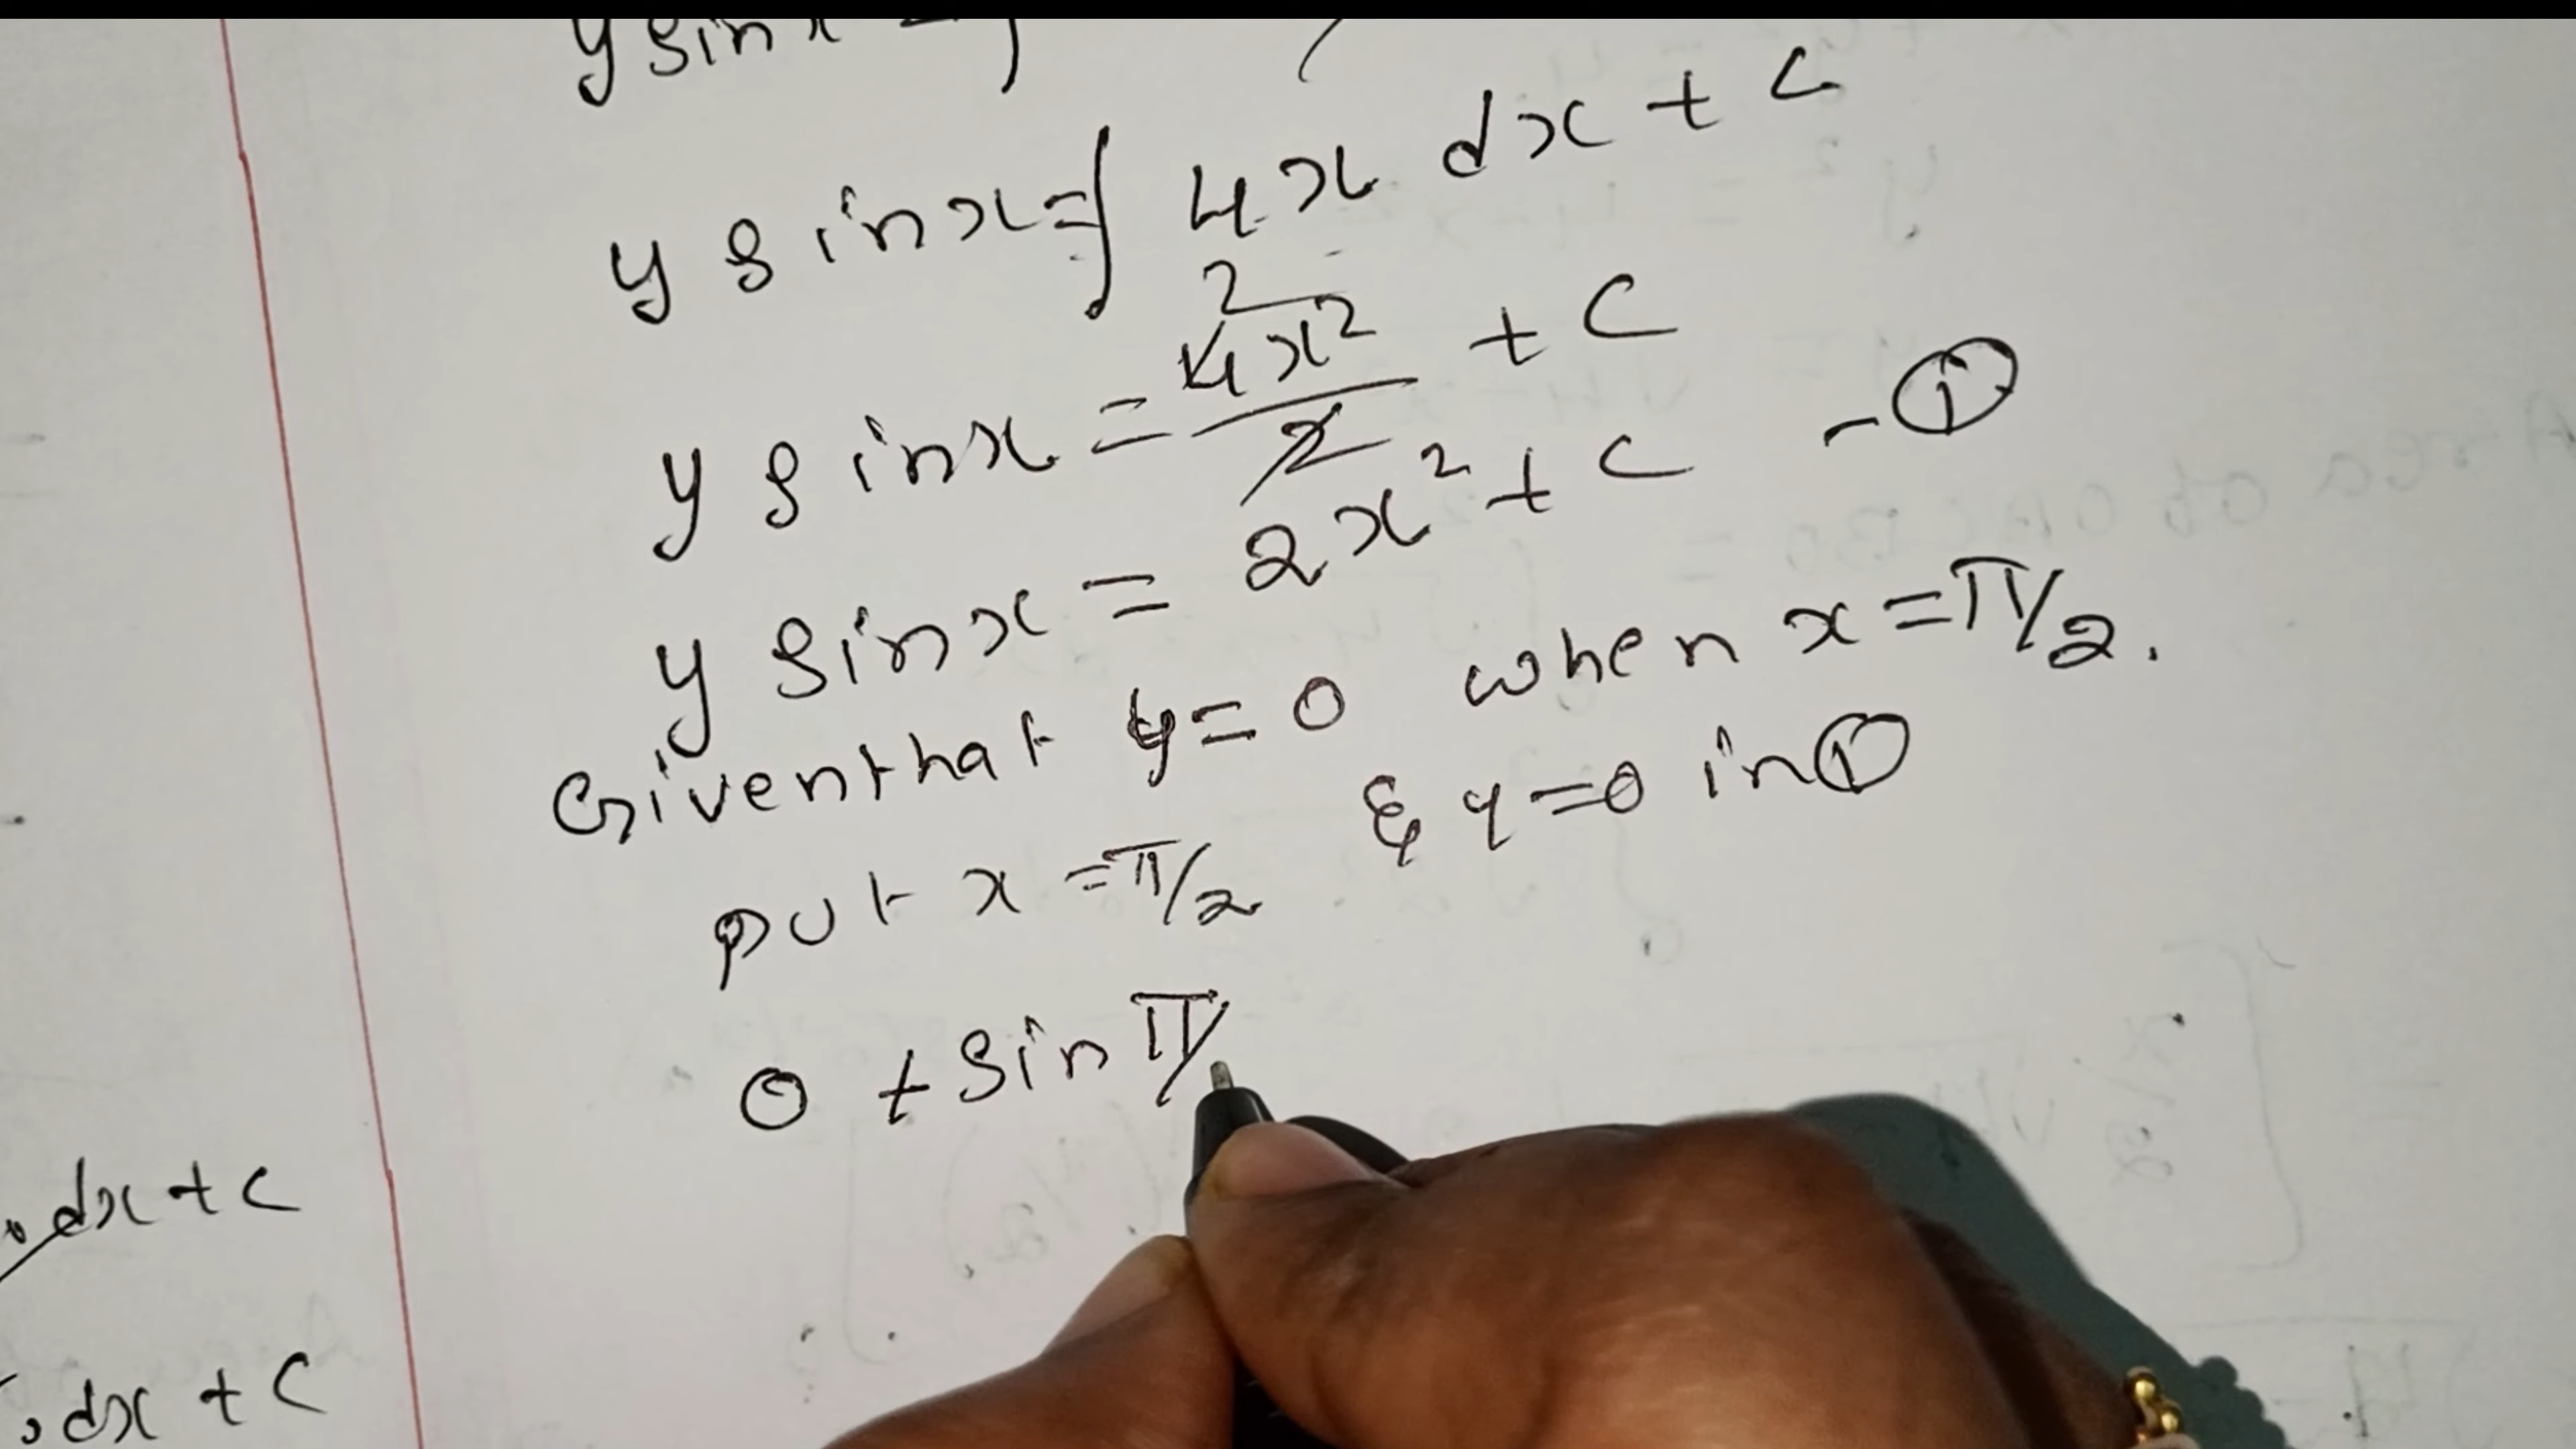 y sin x =
y sin x = ∫ 4x dx + C
y sin x = 4x²/2 + C
2
y sin x = 2x² + C - ①
Given that y = 0 when x = π/2.
put x = π/2 & y = 0 in ①
0 + sin π/
. dx + C
. dx + C